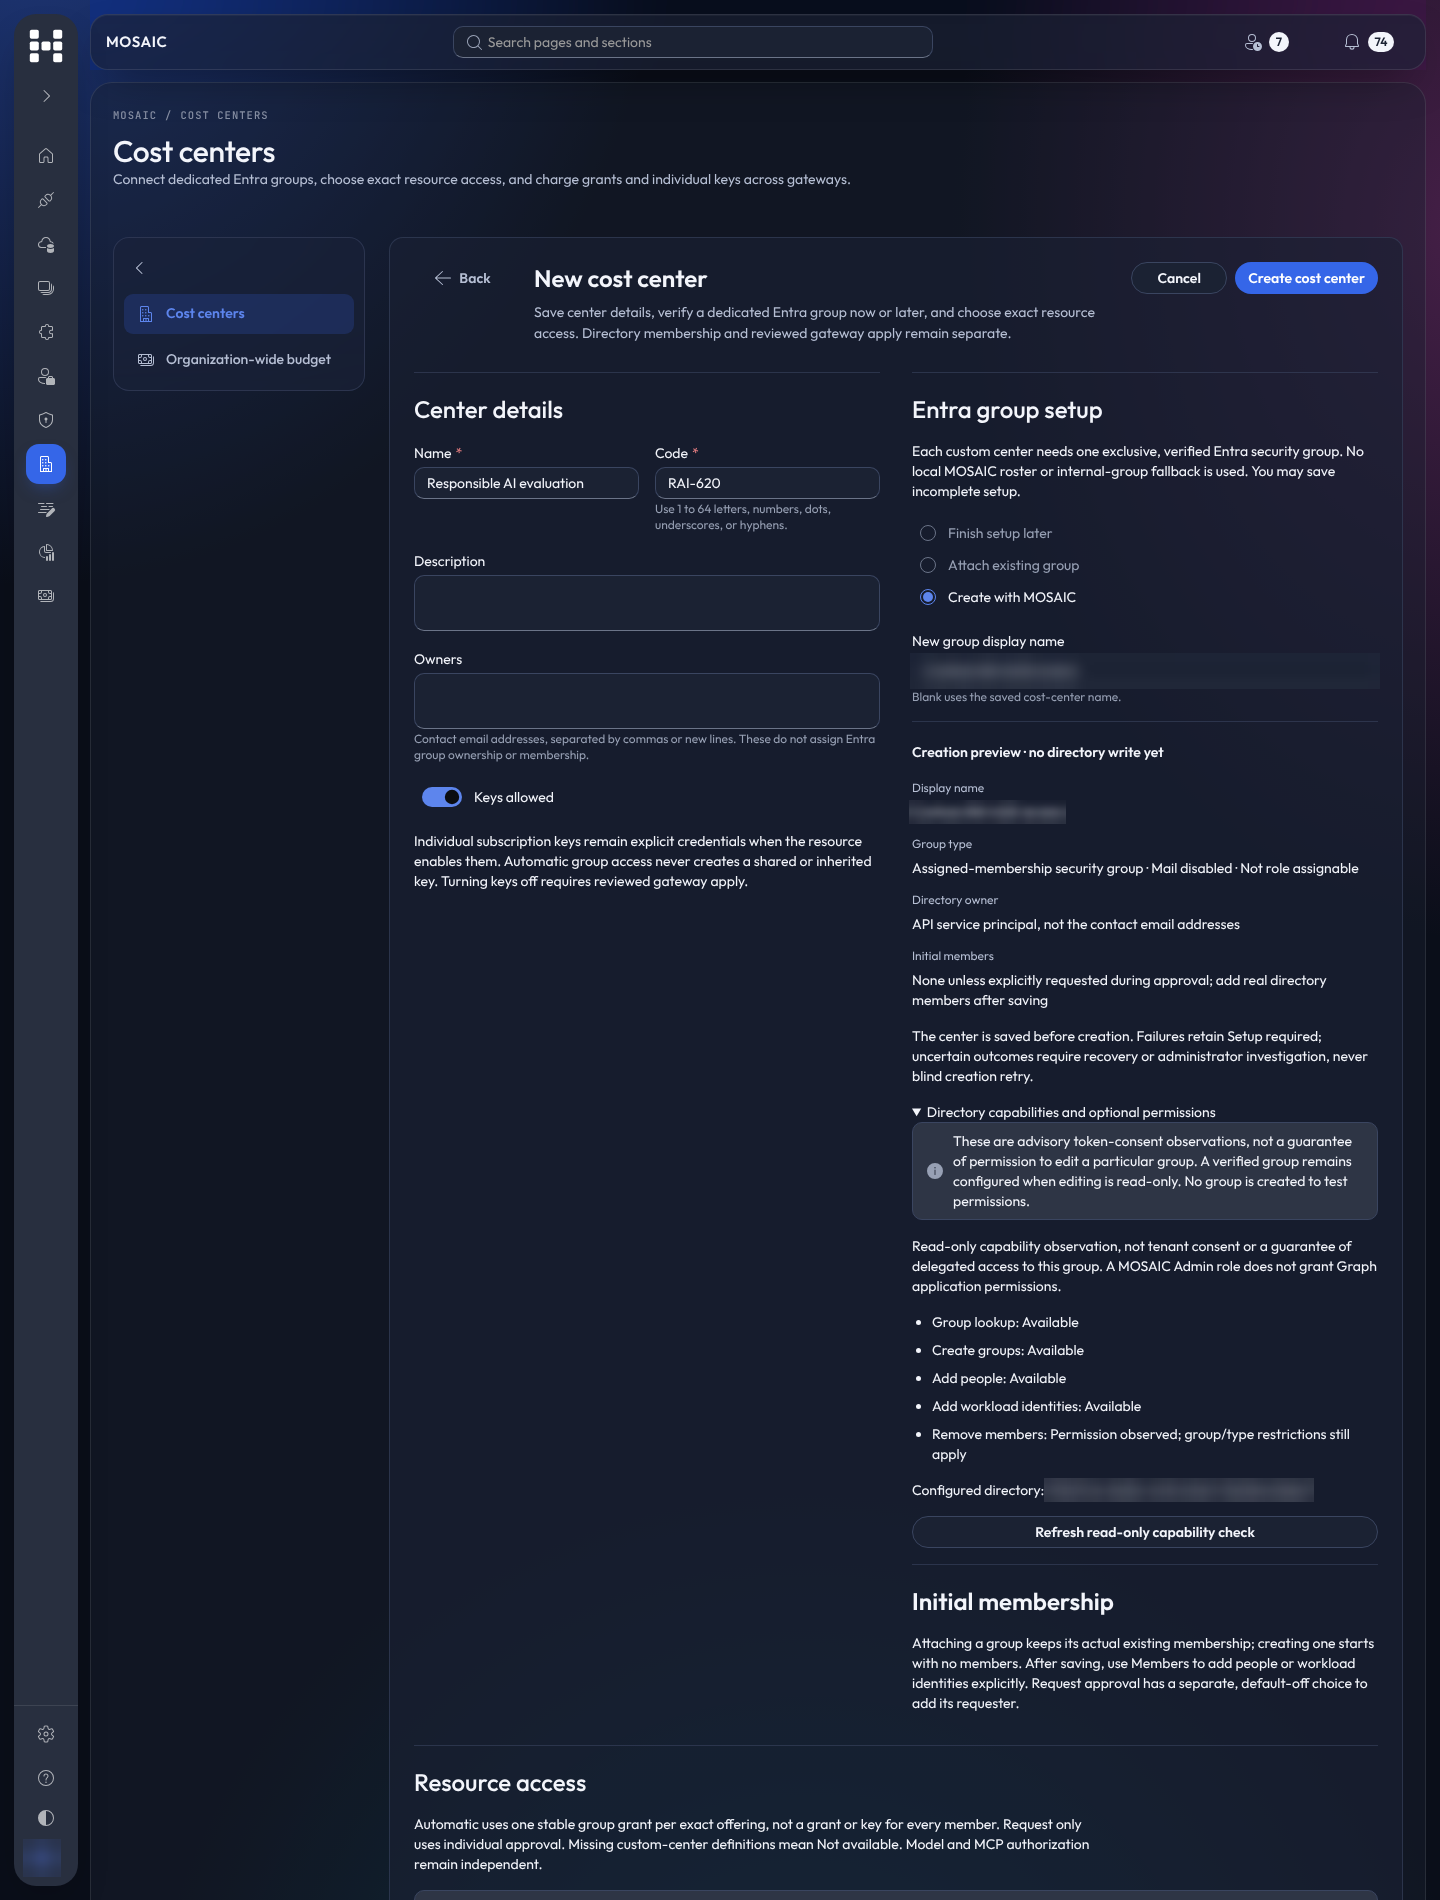 MOSAIC
Search pages and sections
7
74
MOSAIC / COST CENTERS
Cost centers
Connect dedicated Entra groups, choose exact resource access, and charge grants and individual keys across gateways.
Cost centers
Organization-wide budget
Back
New cost center
Save center details, verify a dedicated Entra group now or later, and choose exact resource
access. Directory membership and reviewed gateway apply remain separate.
Cancel
Create cost center
Center details
Name *
Code *
Responsible AI evaluation
RAI-620
Use 1 to 64 letters, numbers, dots,
underscores, or hyphens.
Description
Owners
Contact email addresses, separated by commas or new lines. These do not assign Entra
group ownership or membership.
Keys allowed
Individual subscription keys remain explicit credentials when the resource
enables them. Automatic group access never creates a shared or inherited
key. Turning keys off requires reviewed gateway apply.
Entra group setup
Each custom center needs one exclusive, verified Entra security group. No
local MOSAIC roster or internal-group fallback is used. You may save
incomplete setup.
Finish setup later
Attach existing group
Create with MOSAIC
New group display name
Blank uses the saved cost-center name.
Creation preview · no directory write yet
Display name
Group type
Assigned-membership security group · Mail disabled · Not role assignable
Directory owner
API service principal, not the contact email addresses
Initial members
None unless explicitly requested during approval; add real directory
members after saving
The center is saved before creation. Failures retain Setup required;
uncertain outcomes require recovery or administrator investigation, never
blind creation retry.
Directory capabilities and optional permissions
These are advisory token-consent observations, not a guarantee
of permission to edit a particular group. A verified group remains
configured when editing is read-only. No group is created to test
permissions.
Read-only capability observation, not tenant consent or a guarantee of
delegated access to this group. A MOSAIC Admin role does not grant Graph
application permissions.
Group lookup: Available
Create groups: Available
Add people: Available
Add workload identities: Available
Remove members: Permission observed; group/type restrictions still
apply
Configured directory:
Refresh read-only capability check
Initial membership
Attaching a group keeps its actual existing membership; creating one starts
with no members. After saving, use Members to add people or workload
identities explicitly. Request approval has a separate, default-off choice to
add its requester.
Resource access
Automatic uses one stable group grant per exact offering, not a grant or key for every member. Request only
uses individual approval. Missing custom-center definitions mean Not available. Model and MCP authorization
remain independent.